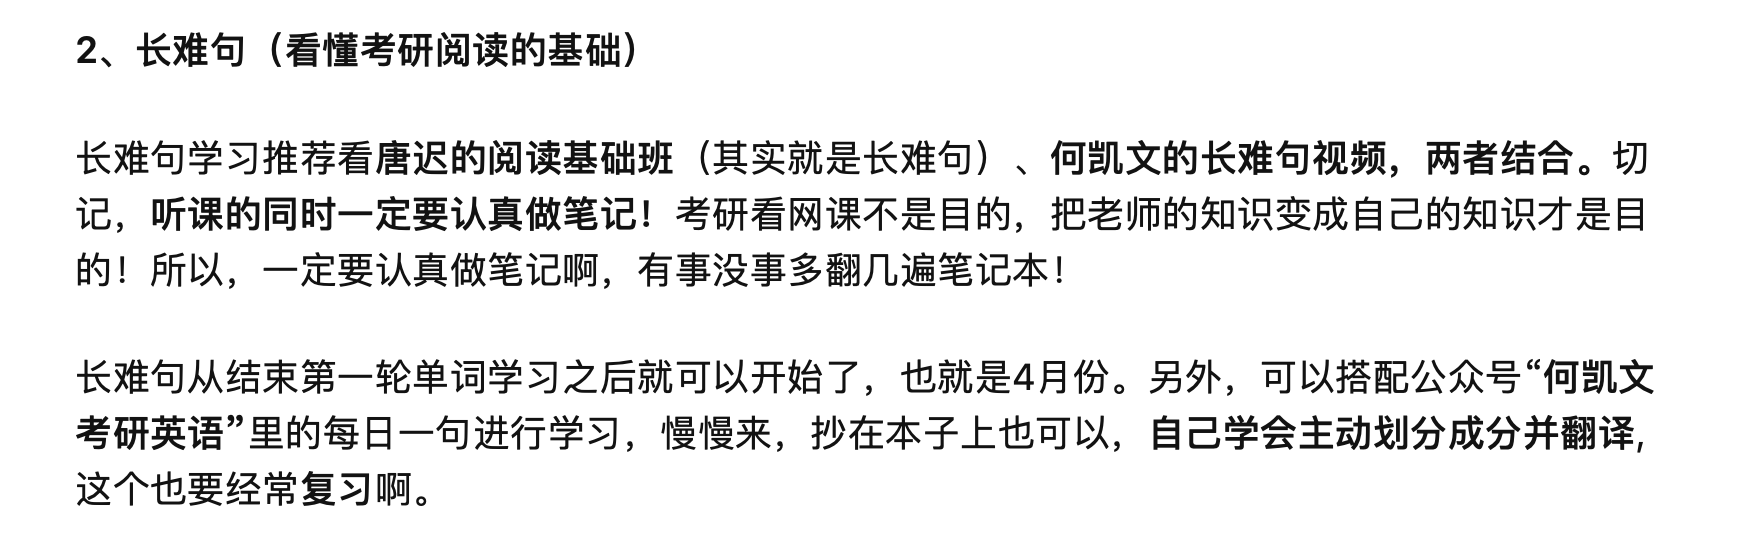 2、长难句（看懂考研阅读的基础）
长难句学习推荐看唐迟的阅读基础班（其实就是长难句）、何凯文的长难句视频，两者结合。切
记，听课的同时一定要认真做笔记！考研看网课不是目的，把老师的知识变成自己的知识才是目
的！所以，一定要认真做笔记啊，有事没事多翻几遍笔记本！
长难句从结束第一轮单词学习之后就可以开始了，也就是4月份。另外，可以搭配公众号“何凯文
考研英语”里的每日一句进行学习，慢慢来，抄在本子上也可以，自己学会主动划分成分并翻译，
这个也要经常复习啊。